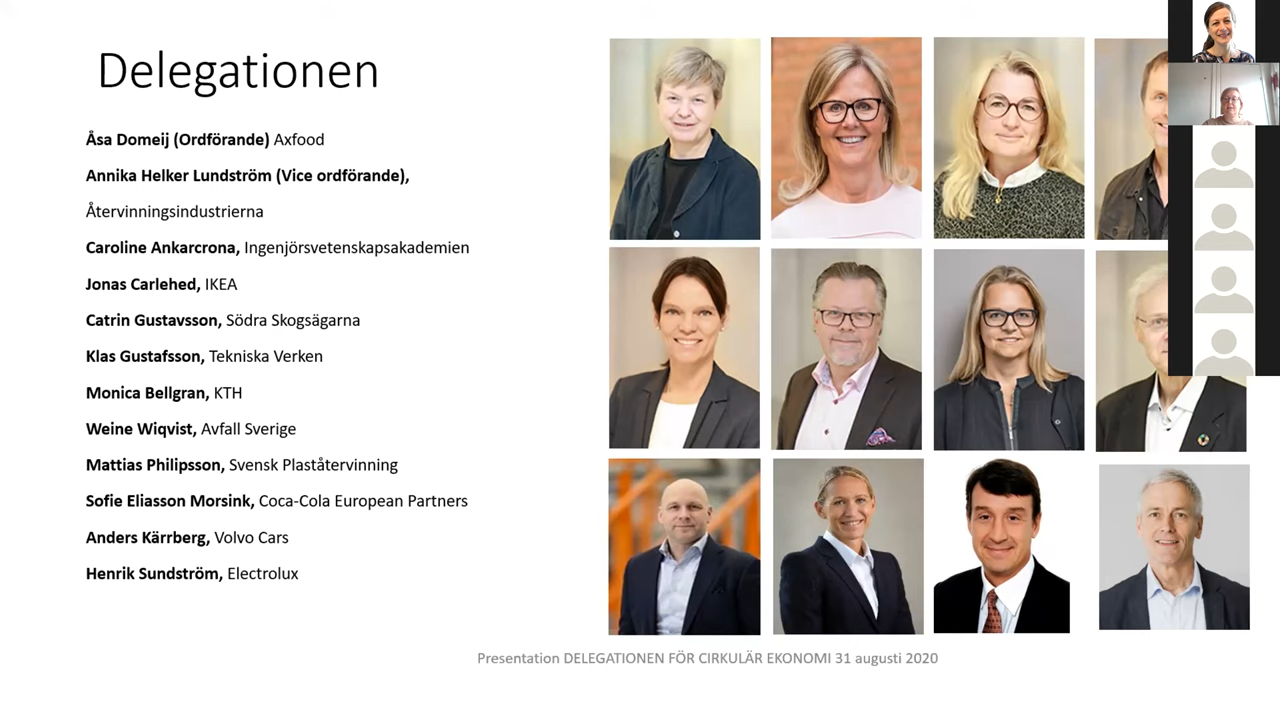 Delegationen
Åsa Domeij (Ordförande) Axfood
Annika Helker Lundström (Vice ordförande),
Återvinningsindustrierna
Caroline Ankarcrona, Ingenjörsvetenskapsakademien
Jonas Carlehed, IKEA
Catrin Gustavsson, Södra Skogsägarna
Klas Gustafsson, Tekniska Verken
Monica Bellgran, KTH
Weine Wiqvist, Avfall Sverige
Mattias Philipsson, Svensk Plaståtervinning
Sofie Eliasson Morsink, Coca-Cola European Partners
Anders Kärrberg, Volvo Cars
Henrik Sundström, Electrolux
Presentation DELEGATIONEN FÖR CIRKULÄR EKONOMI 31 augusti 2020